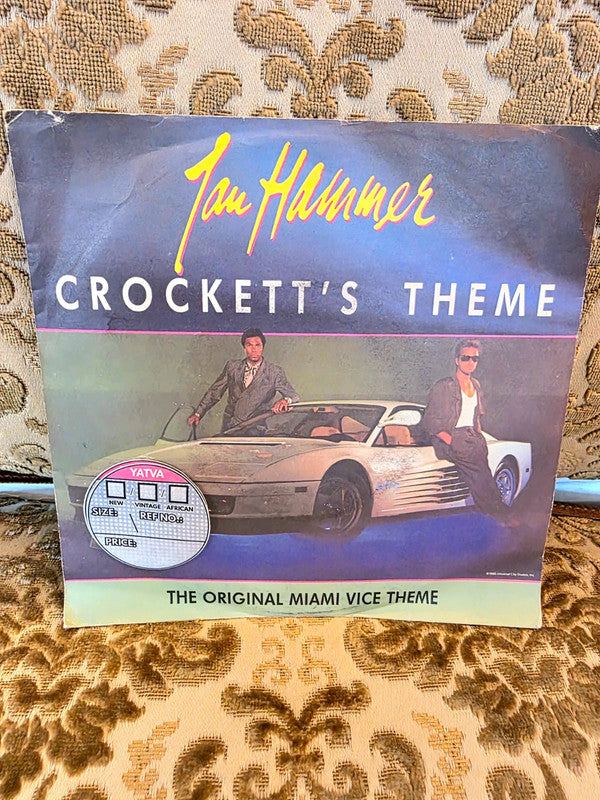 Jan Hammer
CROCKETT'S THEME
YATVA
NEW / VINTAGE / AFRICAN
SIZE: \ REF NO.:
PRICE:
THE ORIGINAL MIAMI VICE THEME